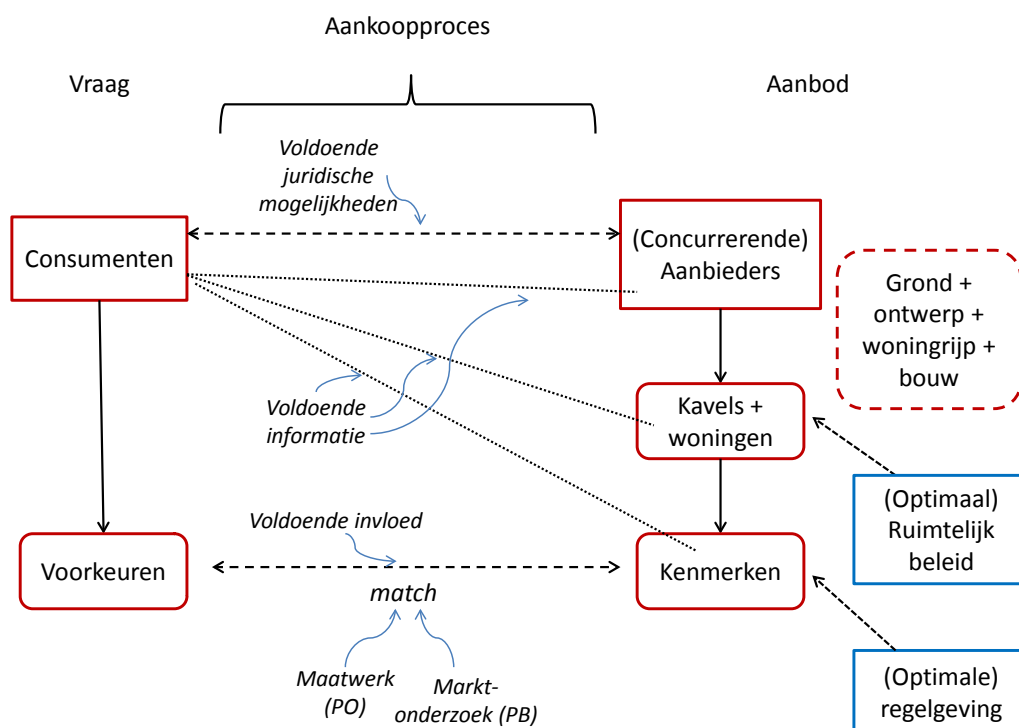 Aankoopproces
Vraag
Aanbod
Voldoende
juridische
mogelijkheden
Consumenten
(Concurrerende)
Aanbieders
Grond +
ontwerp +
woningrijp +
bouw
Voldoende
informatie
Kavels +
woningen
(Optimaal)
Ruimtelijk
beleid
Voldoende invloed
Voorkeuren
match
Kenmerken
Maatwerk
(PO)
Markt-
onderzoek (PB)
(Optimale)
regelgeving